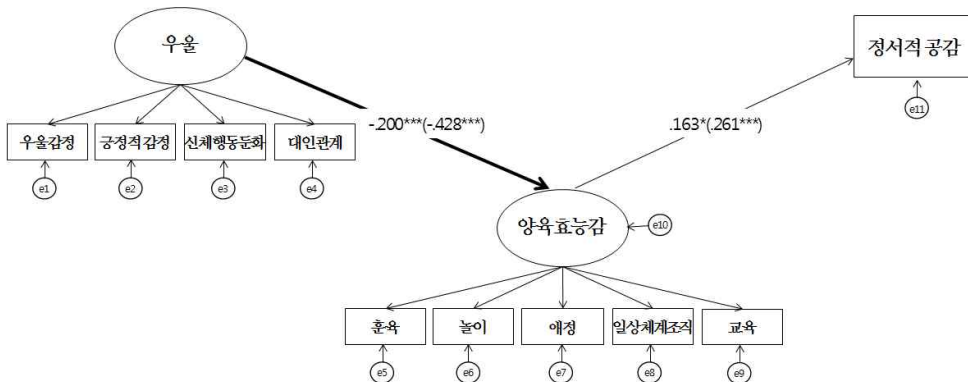 우울
정서적 공감
e11
-.200***(-.428***)
.163*(.261***)
우울감정
긍정적 감정
신체행동둔화
대인관계
e1
e2
e3
e4
양육효능감
e10
훈육
놀이
애정
일상체계조직
교육
e5
e6
e7
e8
e9